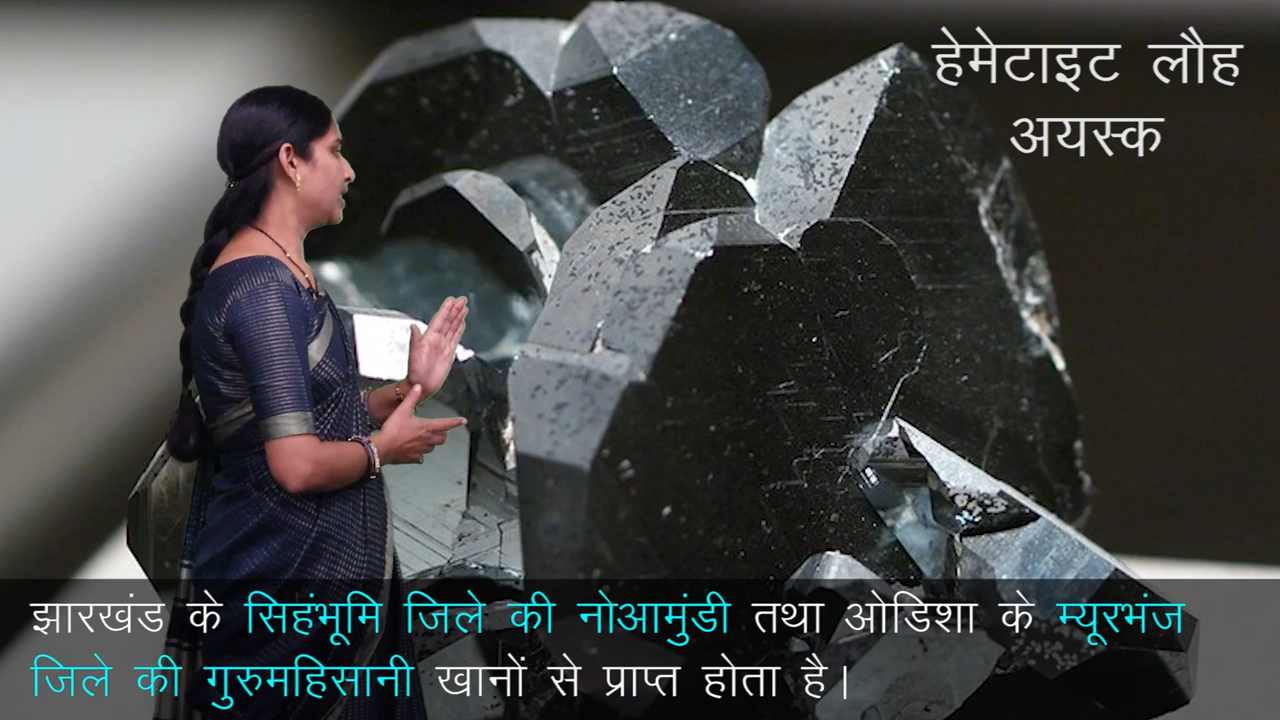 हेमेटाइट लौह
अयस्क
झारखंड के सिहंभूमि जिले की नोआमुंडी तथा ओडिशा के म्यूरभंज
जिले की गुरुमहिसानी खानों से प्राप्त होता है।